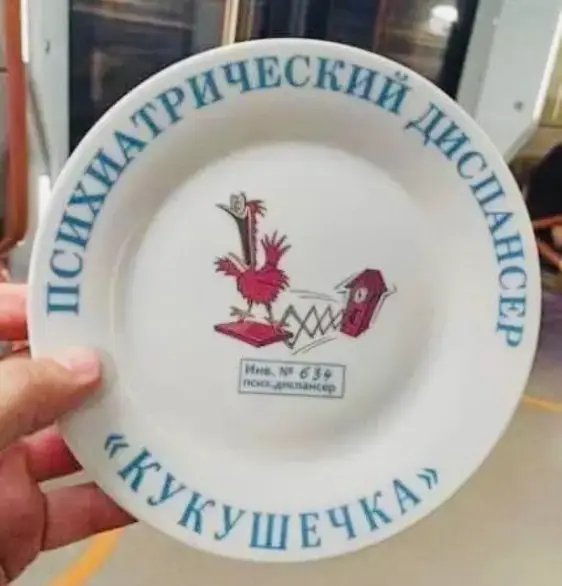 ПСИХИАТРИЧЕСКИЙ ДИСПАНСЕР
Инв. № 634
псих.диспансер
«КУКУШЕЧКА»